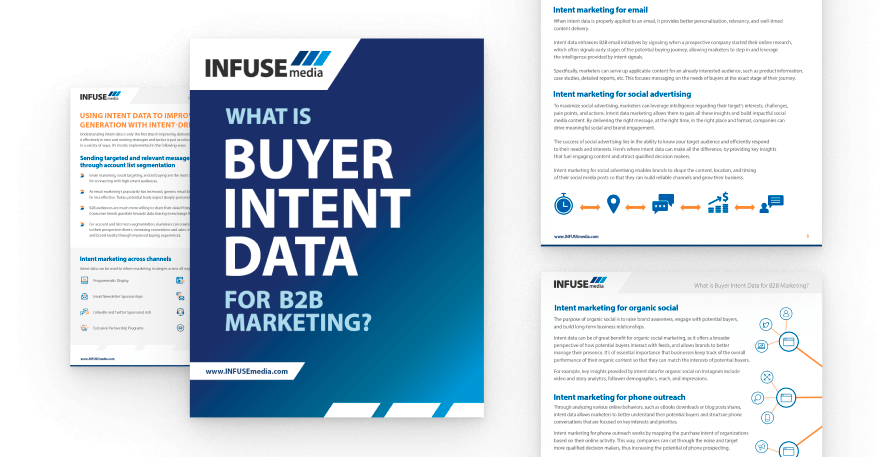 INFUSE
media
USING INTENT DATA TO IMPROV
GENERATION WITH INTENT-DRI
Sending targeted and relevant message
through account list segmentation
Intent marketing across channels
Programmatic Display
Email Newsletter Sponsorships
LinkedIn and Twitter Sponsored Ads
Exclusive Partnership Programs
www.INFUSEmedia.com
INFUSE
media
WHAT IS
BUYER
INTENT
DATA
FOR B2B
MARKETING?
www.INFUSEmedia.com
Intent marketing for email
When intent data is properly applied to an email, it provides better personalization, relevancy, and well-timed
content delivery.
Intent data enhances B2B email initiatives by signaling when a prospective company started their online research,
which often signals early stages of the potential buying journey, allowing marketers to step in and leverage
the intelligence provided by intent signals.
Specifically, marketers can serve up applicable content for an already interested audience, such as product information,
case studies, detailed reports, etc. This focuses messaging on the needs of buyers at the exact stage of their journey.
Intent marketing for social advertising
To maximize social advertising, marketers can leverage intelligence regarding their target's interests, challenges,
pain points, and actions. Intent data marketing allows them to gain all these insights and build impactful social
media content. By delivering the right message, at the right time, in the right place and format, companies can
drive meaningful social and brand engagement.
The success of social advertising lies in the ability to know your target audience and efficiently respond
to their needs and interests. Here's where intent data can make all the difference, by providing key insights
that fuel engaging content and attract qualified decision makers.
Intent marketing for social advertising enables brands to shape the content, location, and timing
of their social media posts so that they can build reliable channels and grow their business.
www.INFUSEmedia.com
INFUSE
media
What is Buyer Intent Data for B2B Marketing?
Intent marketing for organic social
The purpose of organic social is to raise brand awareness, engage with potential buyers,
and build long-term business relationships.
Intent data can be of great benefit for organic social marketing, as it offers a broader
perspective of how potential buyers interact with feeds, and allows brands to better
manage their presence. It's of essential importance that businesses keep track of the overall
performance of their organic content so that they can match the interests of potential buyers.
For example, key insights provided by intent data for organic social on Instagram include
video and story analytics, follower demographics, reach, and impressions.
Intent marketing for phone outreach
Through analyzing various online behaviors, such as eBooks downloads or blog posts shares,
intent data allows marketers to better understand their potential buyers and structure phone
conversations that are focused on key interests and priorities.
Intent marketing for phone outreach works by mapping the purchase intent of organizations
based on their online activity. This way, companies can cut through the noise and target
more qualified decision makers, thus increasing the potential of phone prospecting.